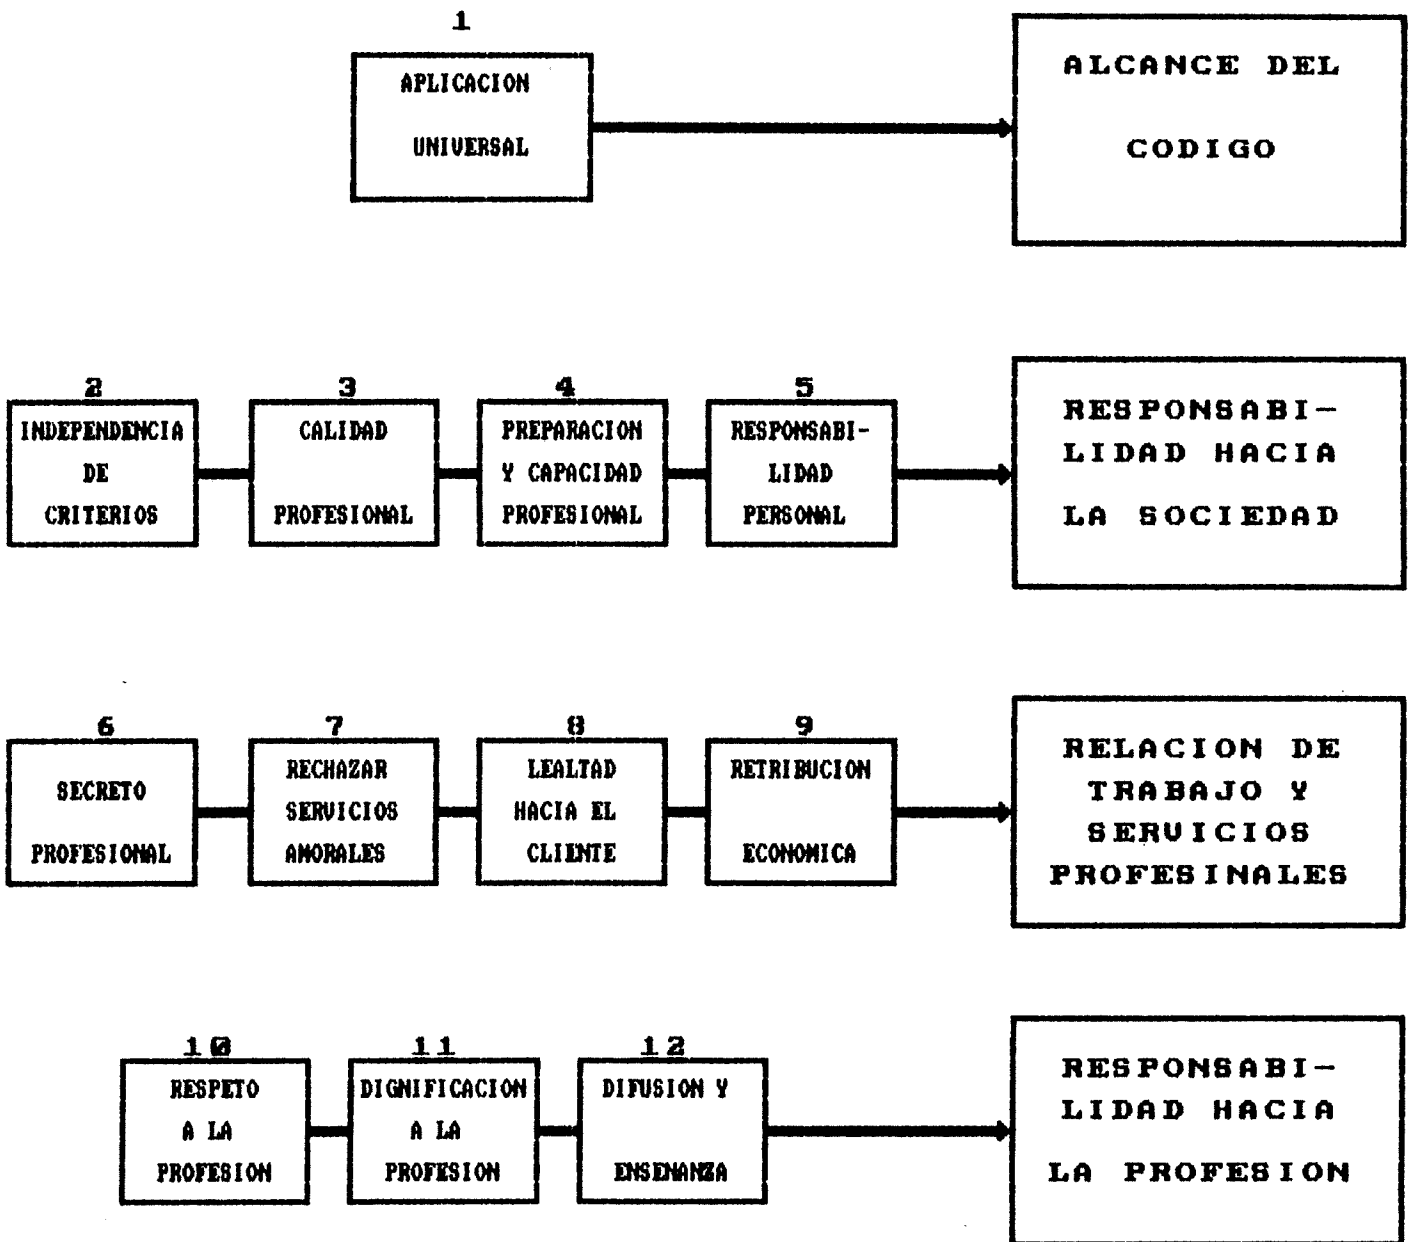 1
APLICACION
UNIVERSAL
ALCANCE DEL
CODIGO
2
INDEPENDENCIA
DE
CRITERIOS
3
CALIDAD
PROFESIONAL
4
PREPARACION
Y CAPACIDAD
PROFESIONAL
5
RESPONSABI-
LIDAD
PERSONAL
RESPONSABI-
LIDAD HACIA
LA SOCIEDAD
6
SECRETO
PROFESIONAL
7
RECHAZAR
SERVICIOS
AMORALES
8
LEALTAD
HACIA EL
CLIENTE
9
RETRIBUCION
ECONOMICA
RELACION DE
TRABAJO Y
SERVICIOS
PROFESINALES
10
RESPETO
A LA
PROFESION
11
DIGNIFICACION
A LA
PROFESION
12
DIFUSION Y
ENSENANZA
RESPONSABI-
LIDAD HACIA
LA PROFESION